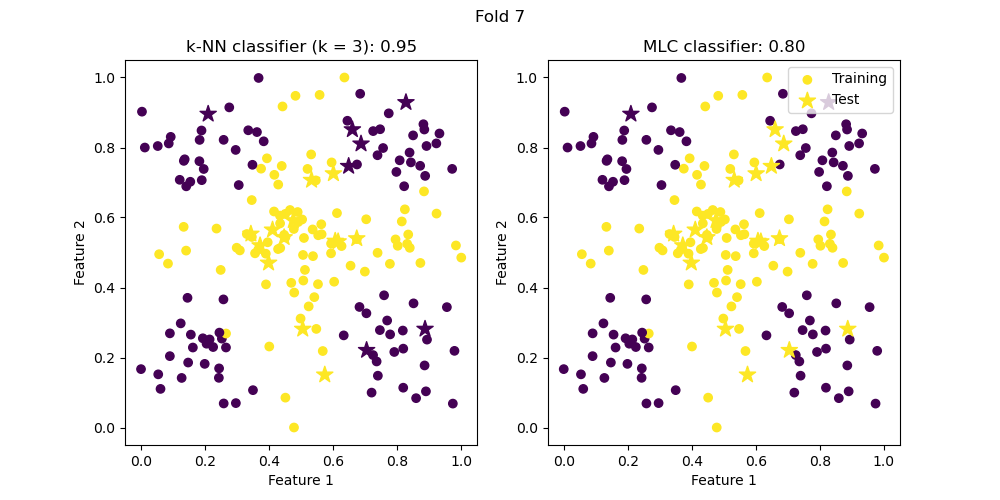 Fold 7
k-NN classifier (k = 3): 0.95
MLC classifier: 0.80
Training
Test
1.0
0.8
0.6
0.4
0.2
0.0
Feature 2
0.0 0.2 0.4 0.6 0.8 1.0
Feature 1
1.0
0.8
0.6
0.4
0.2
0.0
Feature 2
0.0 0.2 0.4 0.6 0.8 1.0
Feature 1